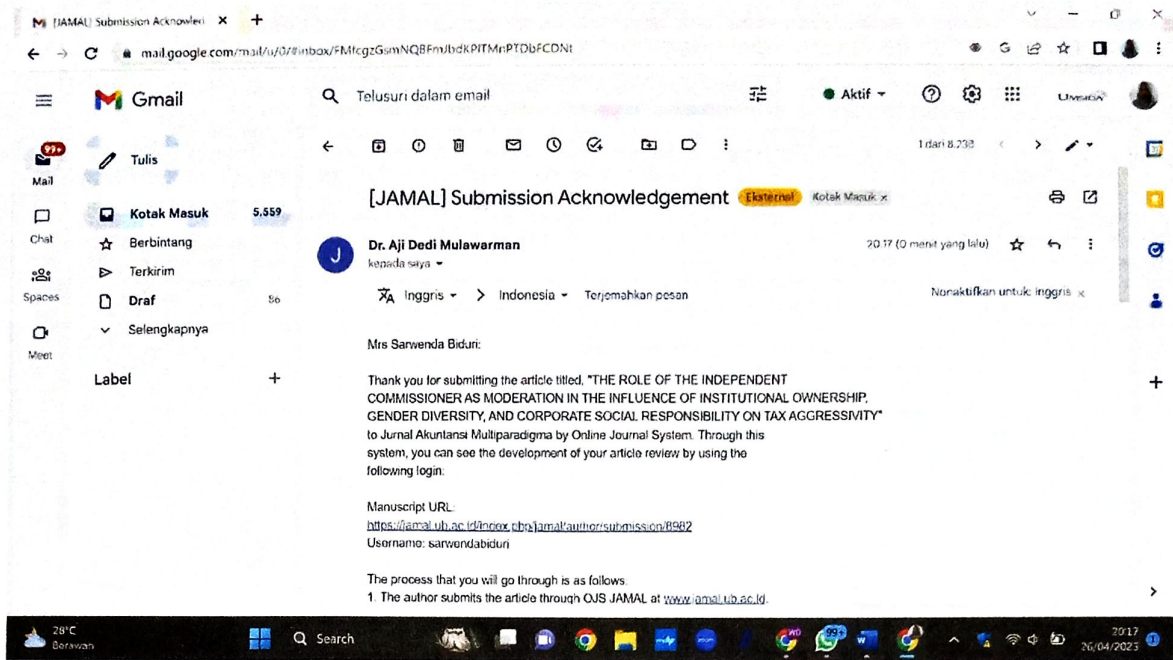 [JAMAL] Submission Acknowledgement
mail.google.com/mail/u/0/#inbox/
Gmail
Telusuri dalam email
Aktif
UMSIDA
99+
Mail
Tulis
1 dari 8.238
Chat
Kotak Masuk 5.559
Berbintang
Spaces
Terkirim
Draf 86
Meet
Selengkapnya
Label
[JAMAL] Submission Acknowledgement Eksternal Kotak Masuk x
J
Dr. Aji Dedi Mulawarman
20.17 (0 menit yang lalu)
kepada saya
Inggris > Indonesia Terjemahkan pesan
Nonaktifkan untuk: Inggris x
Mrs Sarwenda Biduri:
Thank you for submitting the article titled, "THE ROLE OF THE INDEPENDENT
COMMISSIONER AS MODERATION IN THE INFLUENCE OF INSTITUTIONAL OWNERSHIP,
GENDER DIVERSITY, AND CORPORATE SOCIAL RESPONSIBILITY ON TAX AGGRESSIVITY"
to Jurnal Akuntansi Multiparadigma by Online Journal System. Through this
system, you can see the development of your article review by using the
following login:
Manuscript URL:
https://jamal.ub.ac.id/index.php/jamal/author/submission/8982
Username: sarwendabiduri
The process that you will go through is as follows:
1. The author submits the article through OJS JAMAL at www.jamal.ub.ac.id.
28°C
Berawan
Search
99+
20:17
26/04/2023